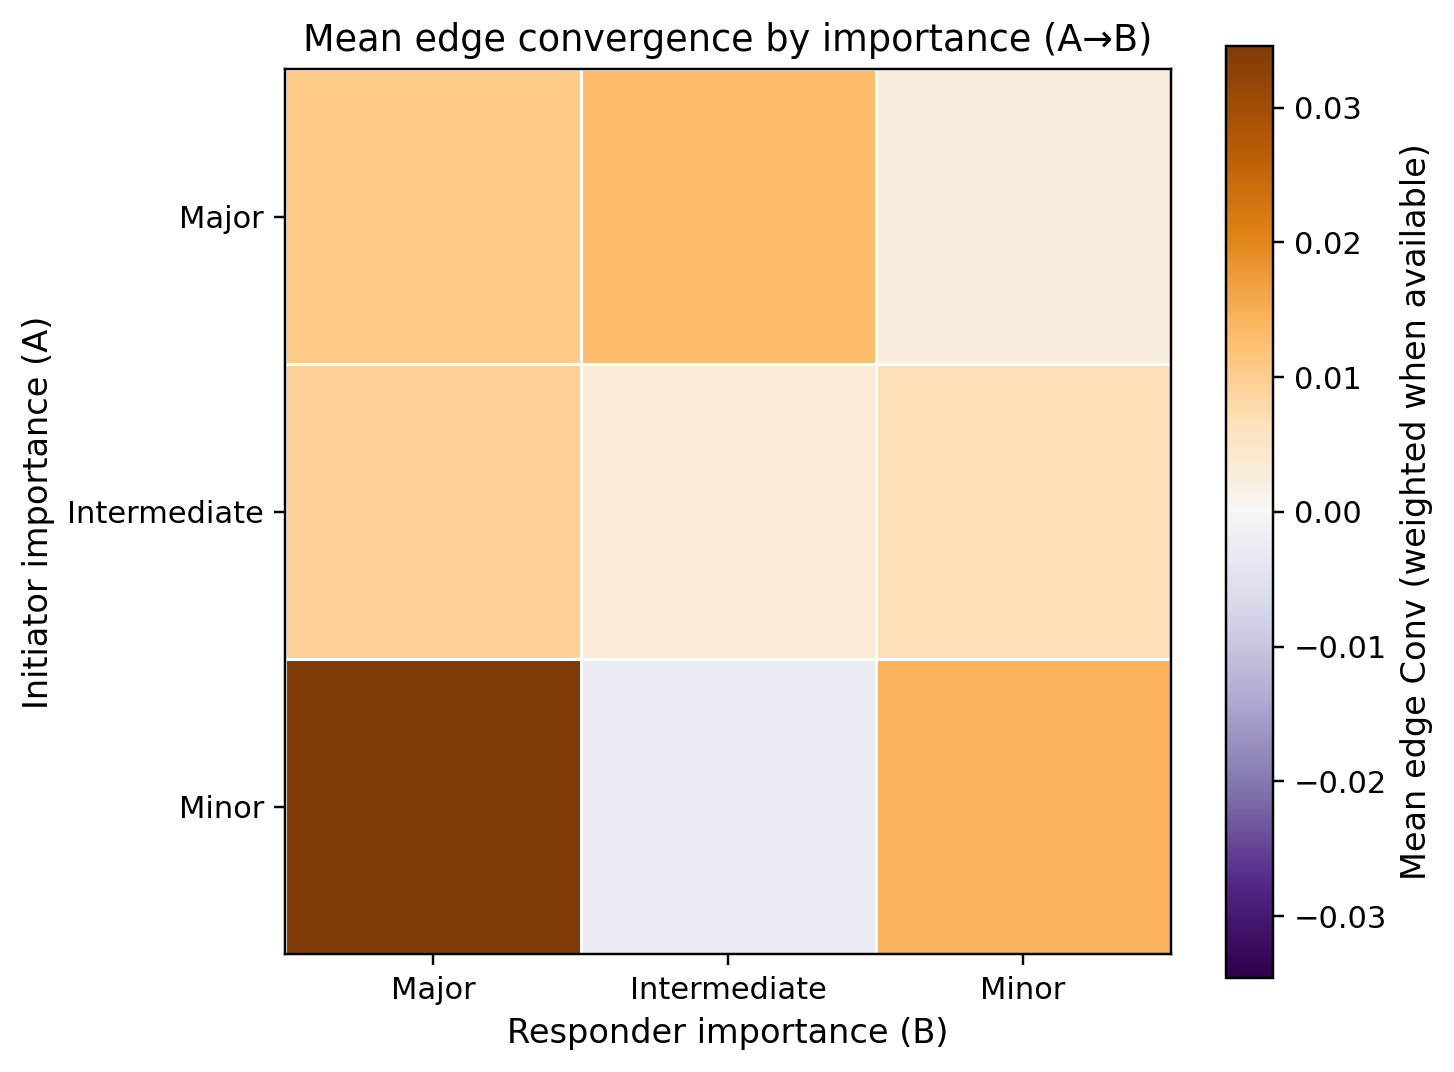 Mean edge convergence by importance (A→B)
Initiator importance (A)
Major
Intermediate
Minor
Major
Intermediate
Minor
Responder importance (B)
0.03
0.02
0.01
0.00
−0.01
−0.02
−0.03
Mean edge Conv (weighted when available)